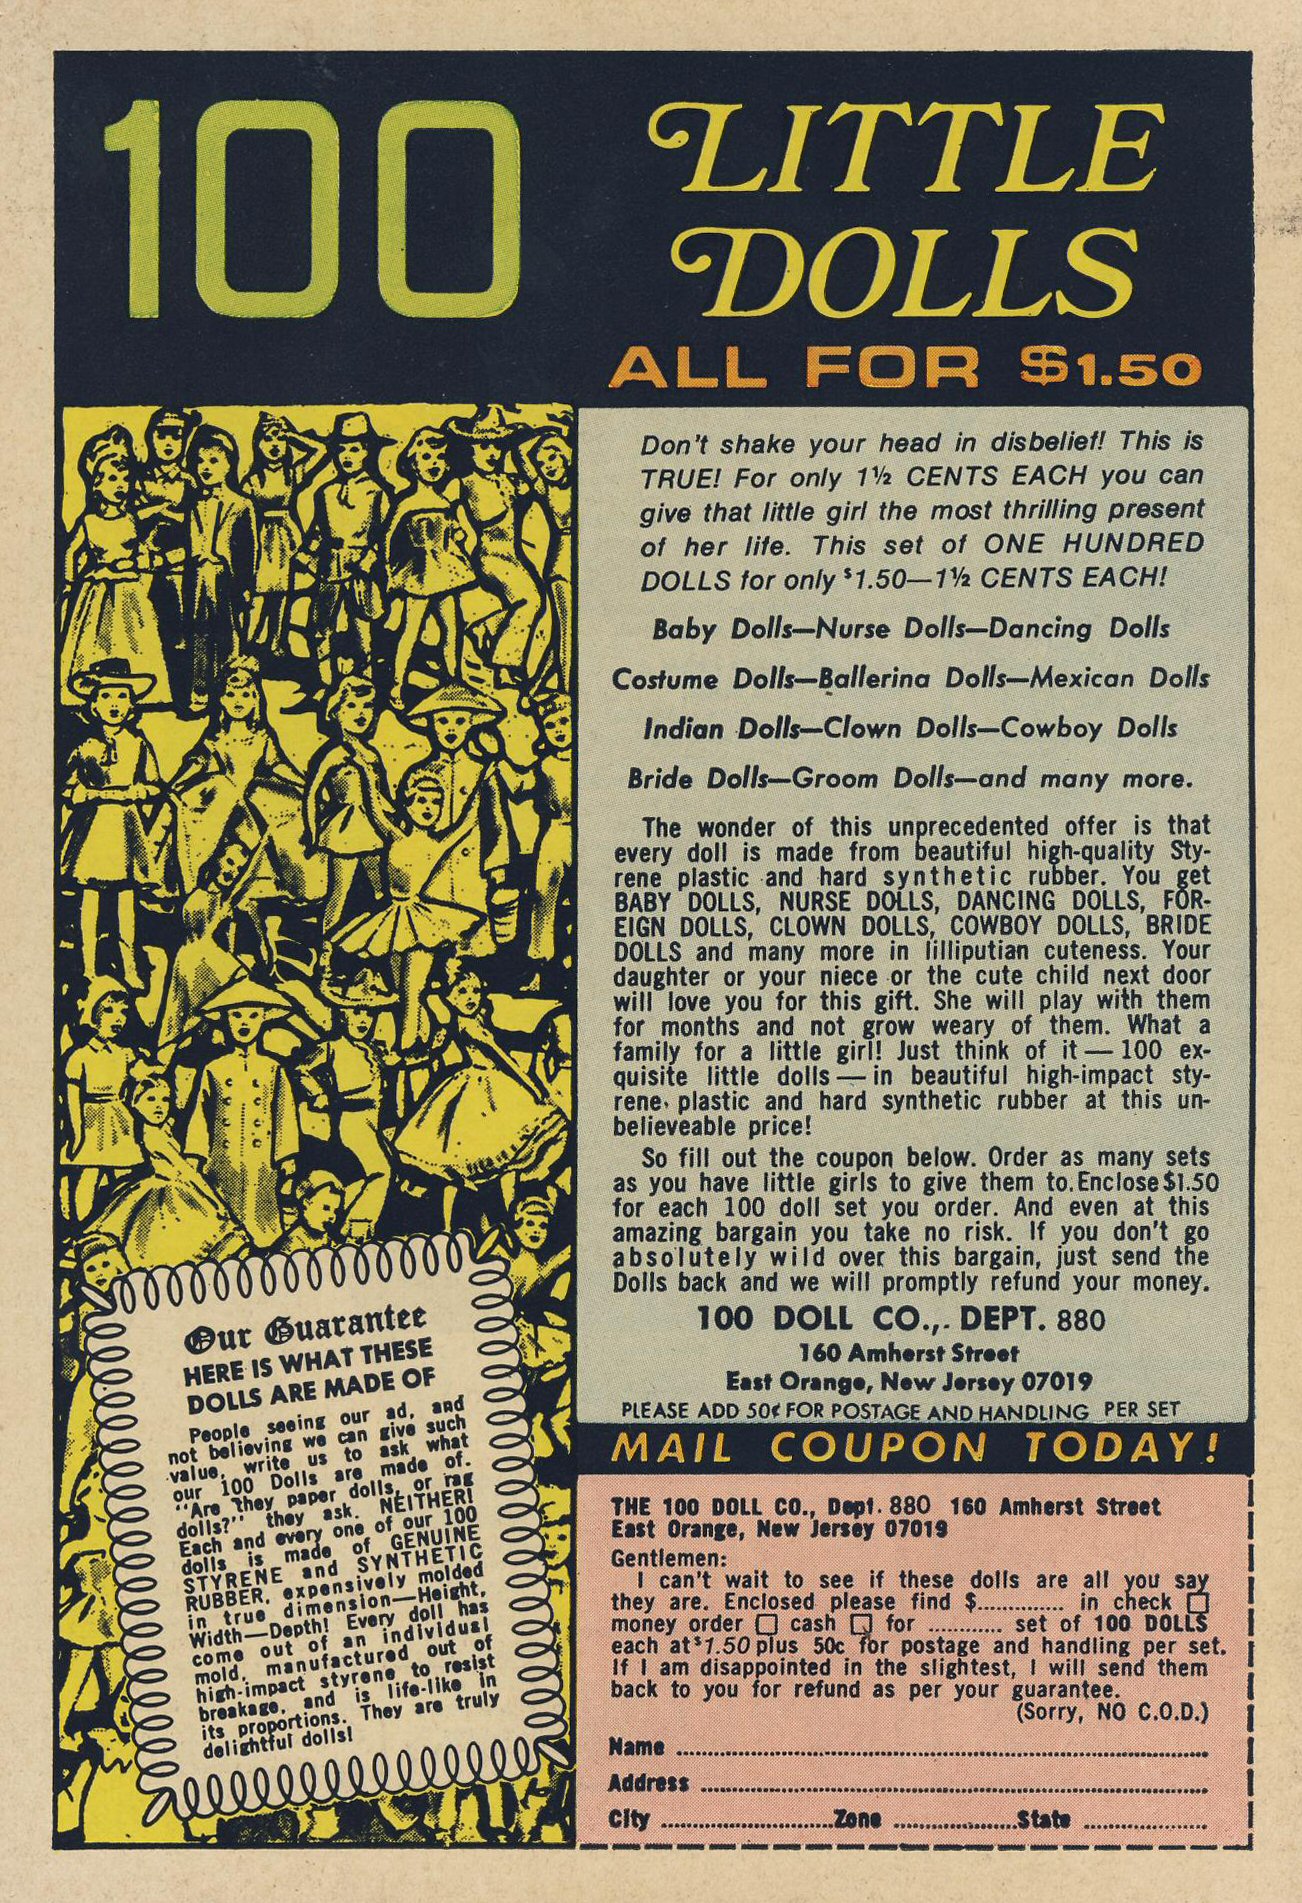 100
LITTLE
DOLLS
ALL FOR $1.50
Don't shake your head in disbelief! This is
TRUE! For only 1½ CENTS EACH you can
give that little girl the most thrilling present
of her life. This set of ONE HUNDRED
DOLLS for only $1.50—1½ CENTS EACH!
Baby Dolls—Nurse Dolls—Dancing Dolls
Costume Dolls—Ballerina Dolls—Mexican Dolls
Indian Dolls—Clown Dolls—Cowboy Dolls
Bride Dolls—Groom Dolls—and many more.
The wonder of this unprecedented offer is that
every doll is made from beautiful high-quality Sty-
rene plastic and hard synthetic rubber. You get
BABY DOLLS, NURSE DOLLS, DANCING DOLLS, FOR-
EIGN DOLLS, CLOWN DOLLS, COWBOY DOLLS, BRIDE
DOLLS and many more in lilliputian cuteness. Your
daughter or your niece or the cute child next door
will love you for this gift. She will play with them
for months and not grow weary of them. What a
family for a little girl! Just think of it — 100 ex-
quisite little dolls — in beautiful high-impact sty-
rene plastic and hard synthetic rubber at this un-
believeable price!
So fill out the coupon below. Order as many sets
as you have little girls to give them to. Enclose $1.50
for each 100 doll set you order. And even at this
amazing bargain you take no risk. If you don't go
absolutely wild over this bargain, just send the
Dolls back and we will promptly refund your money.
100 DOLL CO.,. DEPT. 880
160 Amherst Street
East Orange, New Jersey 07019
PLEASE ADD 50¢ FOR POSTAGE AND HANDLING PER SET
Our Guarantee
HERE IS WHAT THESE
DOLLS ARE MADE OF
People seeing our ad, and
not believing we can give such
value, write us to ask what
our 100 Dolls are made of.
"Are they paper dolls, or rag
dolls?" they ask. NEITHER!
Each and every one of our 100
dolls is made of GENUINE
STYRENE and SYNTHETIC
RUBBER, expensively molded
in true dimension—Height,
Width—Depth! Every doll has
come out of an individual
mold, manufactured out of
high-impact styrene to resist
breakage, and is life-like in
its proportions. They are truly
delightful dolls!
MAIL COUPON TODAY!
THE 100 DOLL CO., Dept. 880 160 Amherst Street
East Orange, New Jersey 07019
Gentlemen:
I can't wait to see if these dolls are all you say
they are. Enclosed please find $.............. in check □
money order □ cash □ for ............ set of 100 DOLLS
each at $1.50 plus 50c for postage and handling per set.
If I am disappointed in the slightest, I will send them
back to you for refund as per your guarantee.
(Sorry, NO C.O.D.)
Name ....................
Address ....................
City ....................Zone ....................State ....................